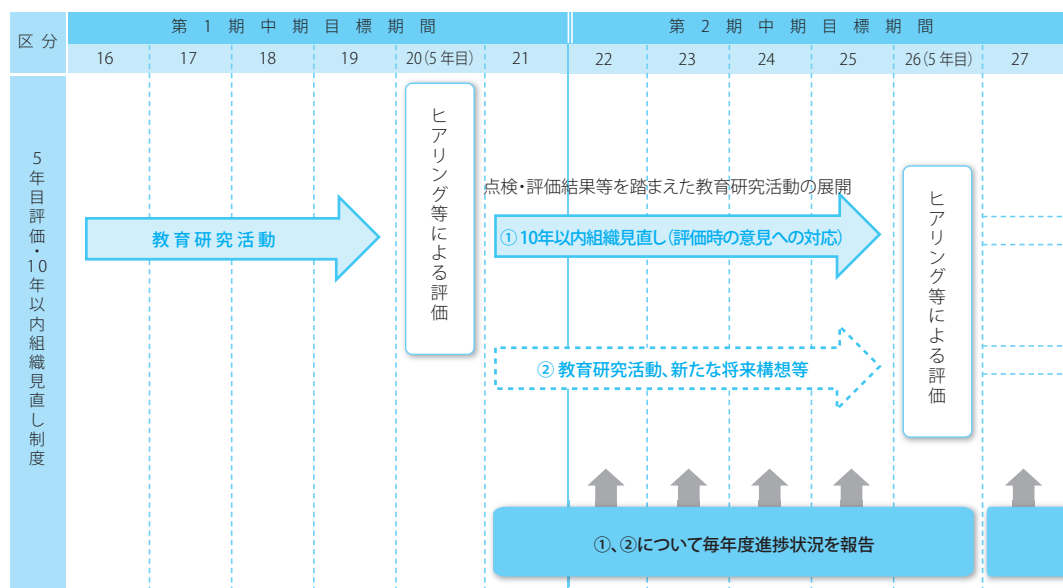 区分
第1期中期目標期間
第2期中期目標期間
16
17
18
19
20(5年目)
21
22
23
24
25
26(5年目)
27
5年目評価・10年以内組織見直し制度
教育研究活動
ヒアリング等による評価
点検・評価結果等を踏まえた教育研究活動の展開
①10年以内組織見直し(評価時の意見への対応)
②教育研究活動、新たな将来構想等
ヒアリング等による評価
①、②について毎年度進捗状況を報告